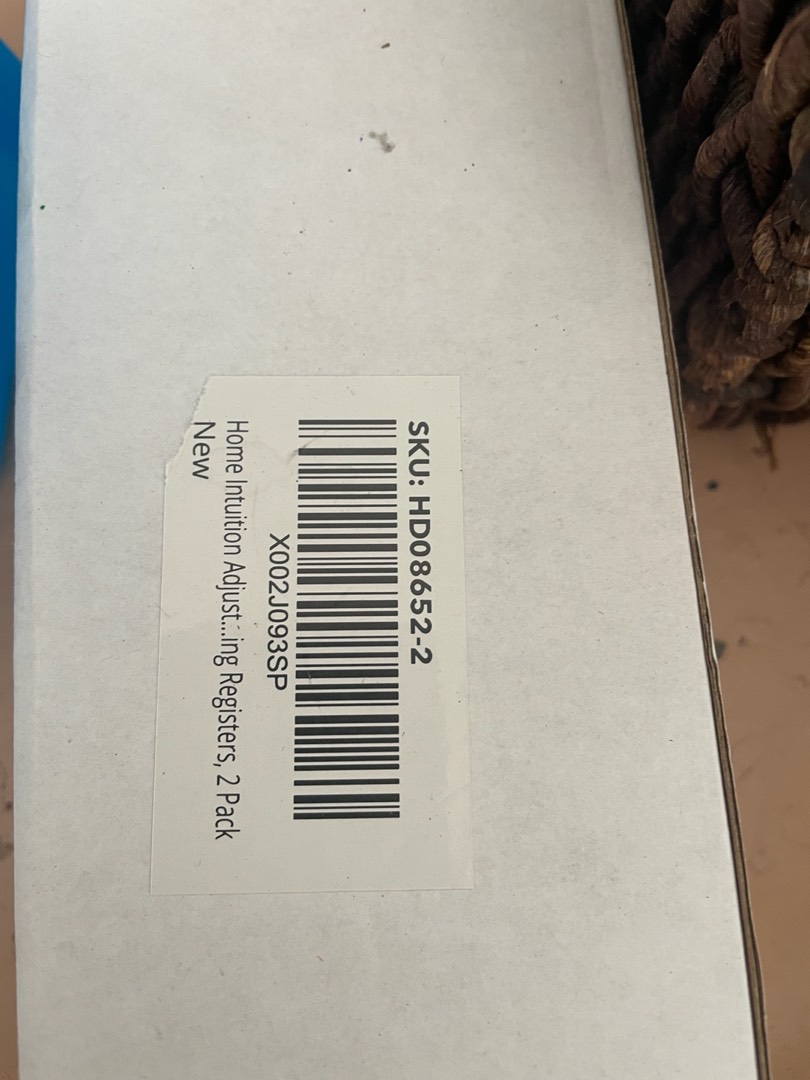 SKU: HD08652-2
X002J093SP
Home Intuition Adjust...ing Registers, 2 Pack
New